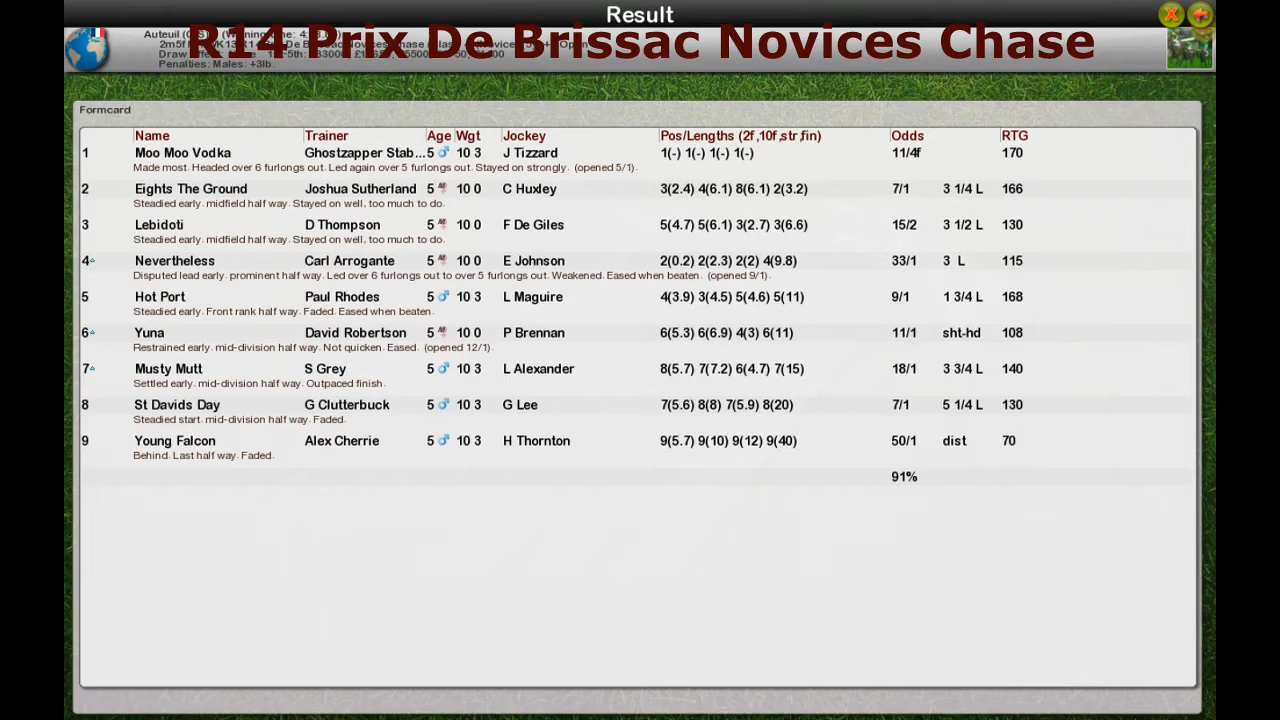 Result
R14 Prix De Brissac Novices Chase
Auteuil
2m5f
Penalties: Males: +3lb.
Formcard
Name Trainer Age Wgt Jockey Pos/Lengths (2f,10f,str,fin) Odds RTG
1 Moo Moo Vodka Ghostzapper Stab... 5 10 3 J Tizzard 1(-) 1(-) 1(-) 1(-) 11/4f 170
Made most. Headed over 6 furlongs out. Led again over 5 furlongs out. Stayed on strongly. (opened 5/1).
2 Eights The Ground Joshua Sutherland 5 10 0 C Huxley 3(2.4) 4(6.1) 8(6.1) 2(3.2) 7/1 3 1/4 L 166
Steadied early. midfield half way. Stayed on well, too much to do.
3 Lebidoti D Thompson 5 10 0 F De Giles 5(4.7) 5(6.1) 3(2.7) 3(6.6) 15/2 3 1/2 L 130
Steadied early. midfield half way. Stayed on well, too much to do.
4 Nevertheless Carl Arrogante 5 10 0 E Johnson 2(0.2) 2(2.3) 2(2) 4(9.8) 33/1 3 L 115
Disputed lead early. prominent half way. Led over 6 furlongs out to over 5 furlongs out. Weakened. Eased when beaten. (opened 9/1).
5 Hot Port Paul Rhodes 5 10 3 L Maguire 4(3.9) 3(4.5) 5(4.6) 5(11) 9/1 1 3/4 L 168
Steadied early. Front rank half way. Faded. Eased when beaten.
6 Yuna David Robertson 5 10 0 P Brennan 6(5.3) 6(6.9) 4(3) 6(11) 11/1 sht-hd 108
Restrained early. mid-division half way. Not quicken. Eased. (opened 12/1).
7 Musty Mutt S Grey 5 10 3 L Alexander 8(5.7) 7(7.2) 6(4.7) 7(15) 18/1 3 3/4 L 140
Settled early. mid-division half way. Outpaced finish.
8 St Davids Day G Clutterbuck 5 10 3 G Lee 7(5.6) 8(8) 7(5.9) 8(20) 7/1 5 1/4 L 130
Steadied start. mid-division half way. Faded.
9 Young Falcon Alex Cherrie 5 10 3 H Thornton 9(5.7) 9(10) 9(12) 9(40) 50/1 dist 70
Behind. Last half way. Faded.
91%